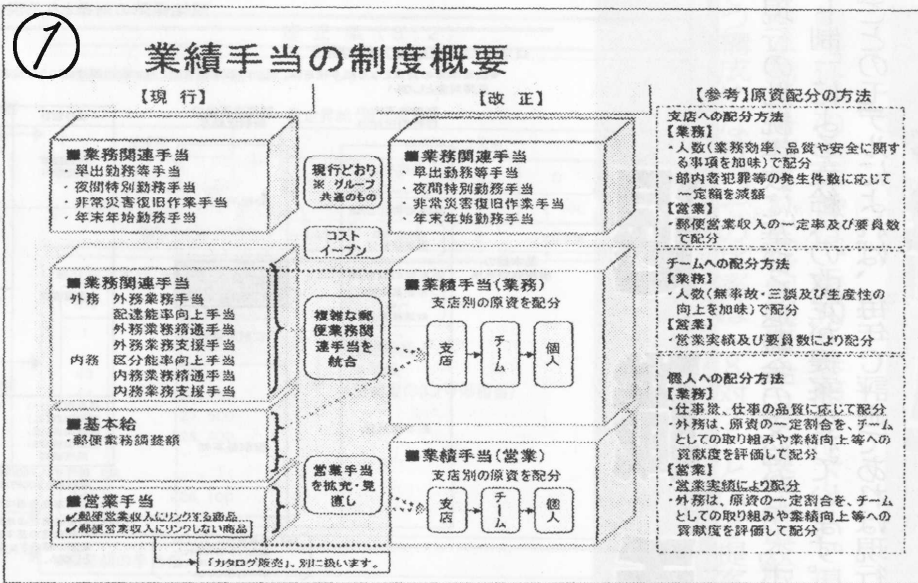 ①
業績手当の制度概要
【現 行】
【改 正】
【参考】原資配分の方法
■業務関連手当
・早出勤務等手当
・夜間特別勤務手当
・非常災害復旧作業手当
・年末年始勤務手当
現行どおり
※ グループ
共通のもの
■業務関連手当
・早出勤務等手当
・夜間特別勤務手当
・非常災害復旧作業手当
・年末年始勤務手当
コスト
イーブン
■業務関連手当
外務 外務業務手当
配達能率向上手当
外務業務精通手当
外務業務支援手当
内務 区分能率向上手当
内務業務精通手当
内務業務支援手当
複雑な郵
便業務関
連手当を
統合
■業績手当(業務)
支店別の原資を配分
支店
チーム
個人
■基本給
・郵便業務調整額
■営業手当
✓郵便営業収入にリンクする商品
✓郵便営業収入にリンクしない商品
営業手当
を拡充・見
直し
■業績手当(営業)
支店別の原資を配分
支店
チーム
個人
「カタログ販売」、別に扱います。
支店への配分方法
【業務】
・人数(業務効率、品質や安全に関す
る事項を加味)で配分
・部内者犯罪等の発生件数に応じて
一定額を減額
【営業】
・郵便営業収入の一定率及び要員数
で配分
チームへの配分方法
【業務】
・人数(無事故・三誤及び生産性の
向上を加味)で配分
【営業】
・営業実績及び要員数により配分
個人への配分方法
【業務】
・仕事量、仕事の品質に応じて配分
・外務は、原資の一定割合を、チーム
としての取り組みや業績向上等への
貢献度を評価して配分
【営業】
・営業実績により配分
・外務は、原資の一定割合を、チーム
としての取り組みや業績向上等への
貢献度を評価して配分